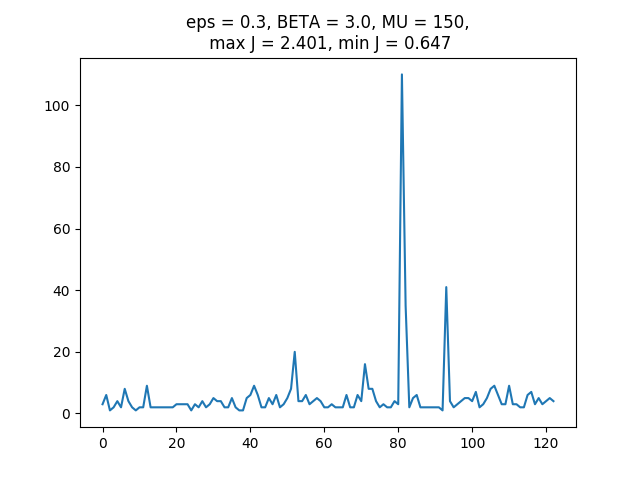 eps = 0.3, BETA = 3.0, MU = 150,
max J = 2.401, min J = 0.647
100
80
60
40
20
0
0 20 40 60 80 100 120